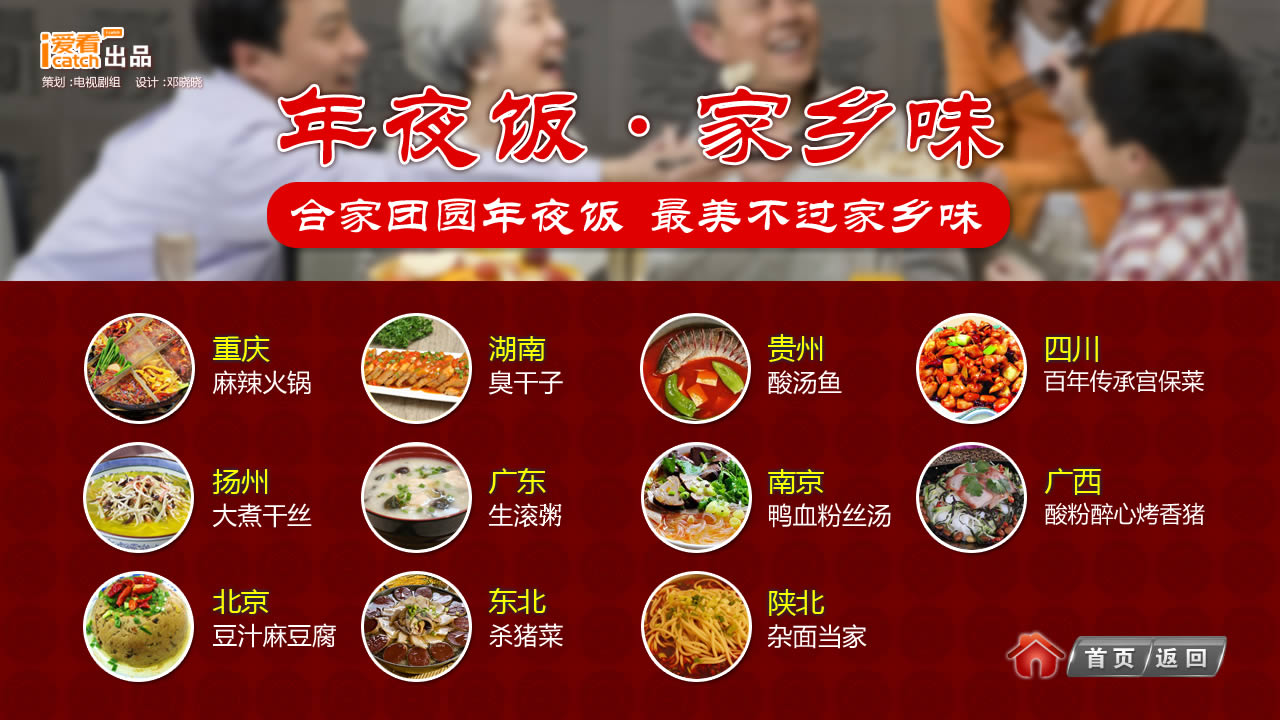 i爱看
catch出品
策划:电视剧组 设计:邓晓晓
年夜饭·家乡味
合家团圆年夜饭 最美不过家乡味
重庆
麻辣火锅
湖南
臭干子
贵州
酸汤鱼
四川
百年传承宫保菜
扬州
大煮干丝
广东
生滚粥
南京
鸭血粉丝汤
广西
酸粉醉心烤香猪
北京
豆汁麻豆腐
东北
杀猪菜
陕北
杂面当家
首页 返回